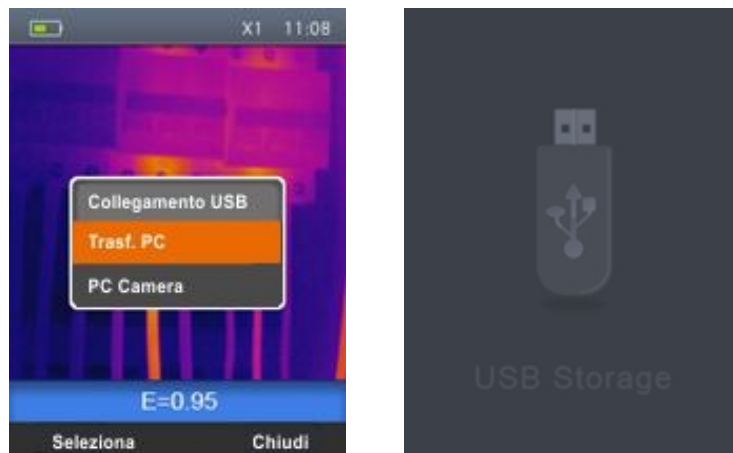 X1 11:08
Collegamento USB
Trasf. PC
PC Camera
E=0.95
Seleziona Chiudi
USB Storage